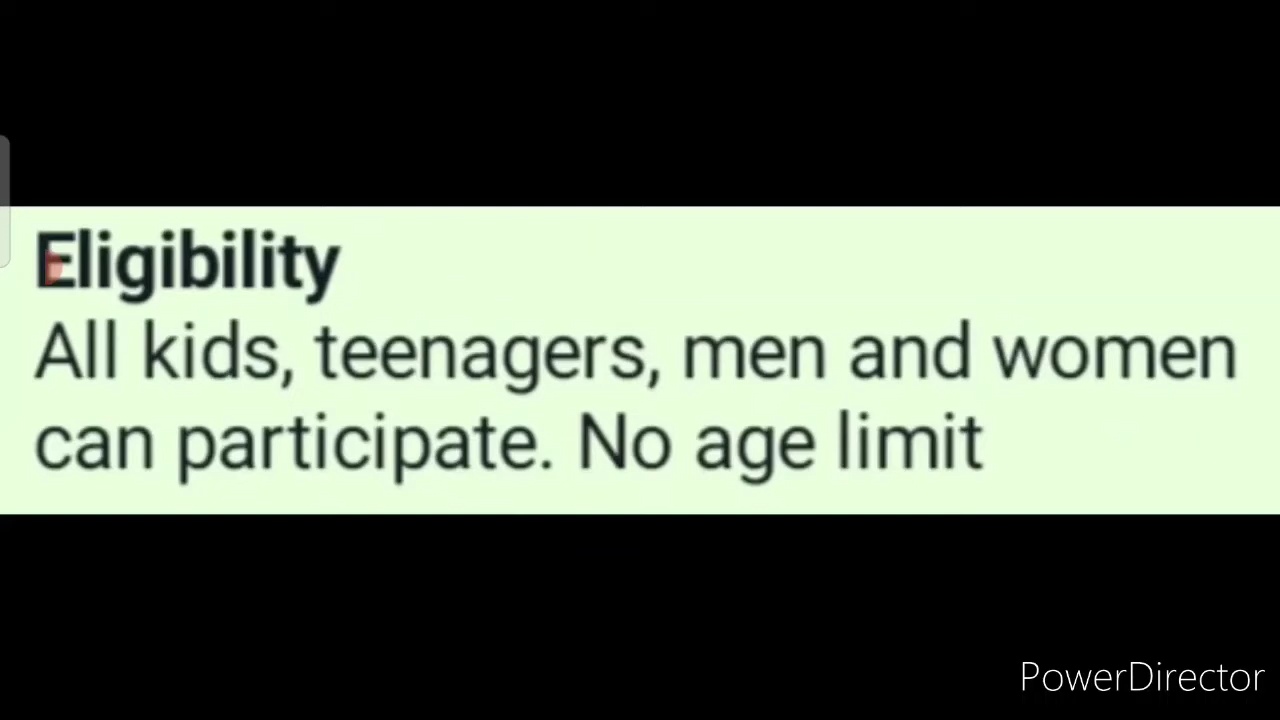 Eligibility
All kids, teenagers, men and women
can participate. No age limit
PowerDirector